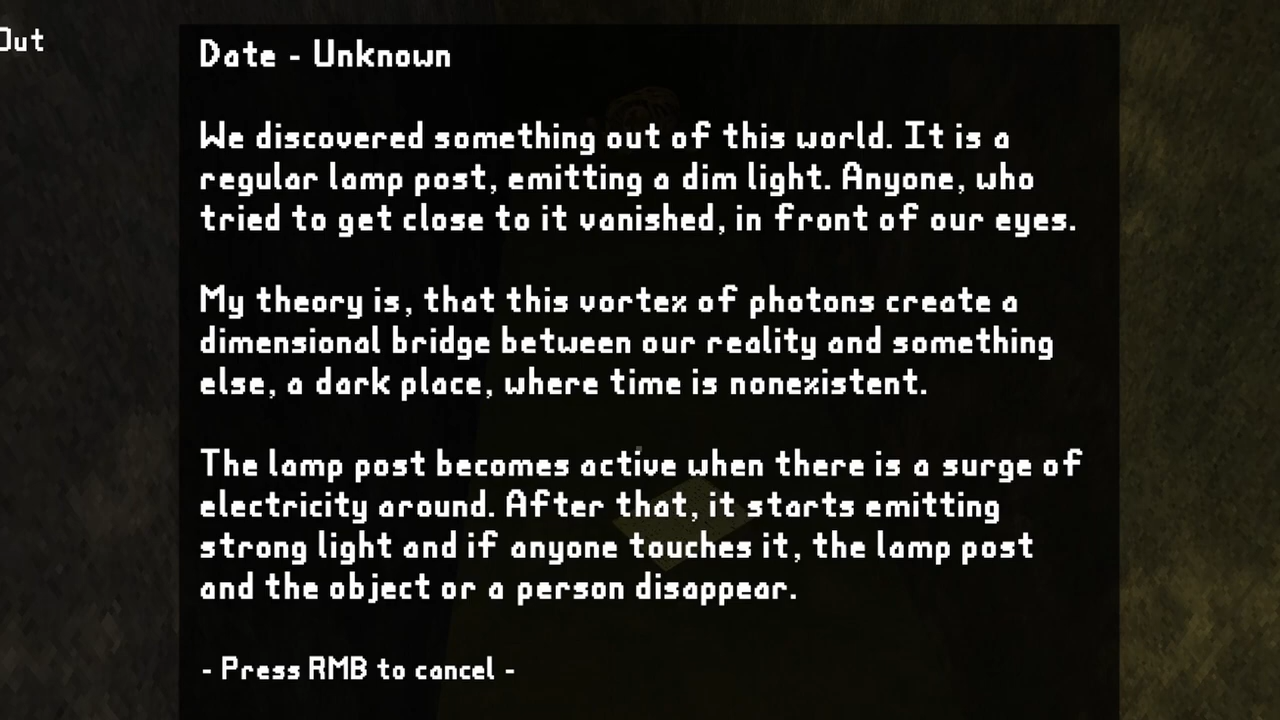 Out
Date - Unknown
We discovered something out of this world. It is a
regular lamp post, emitting a dim light. Anyone, who
tried to get close to it vanished, in front of our eyes.
My theory is, that this vortex of photons create a
dimensional bridge between our reality and something
else, a dark place, where time is nonexistent.
The lamp post becomes active when there is a surge of
electricity around. After that, it starts emitting
strong light and if anyone touches it, the lamp post
and the object or a person disappear.
- Press RMB to cancel -